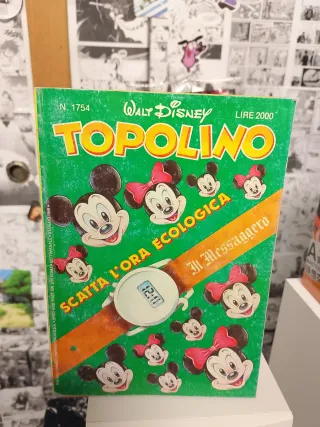 N. 1754
WALT DISNEY
LIRE 2000
TOPOLINO
SCATTA L'ORA ECOLOGICA
Il Messaggero